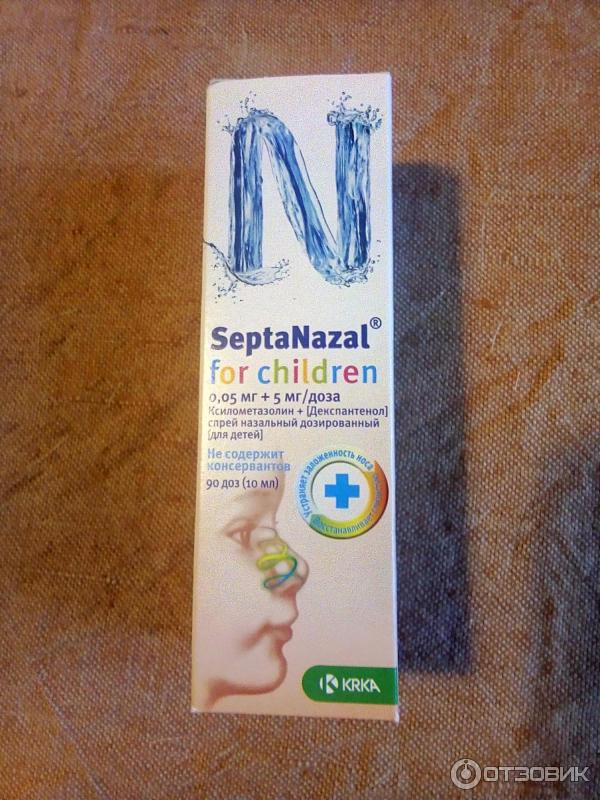 N
SeptaNazal®
for children
0,05 мг + 5 мг/доза
Ксилометазолин + [Декспантенол]
спрей назальный дозированный
[для детей]
Не содержит
консервантов
90 доз (10 мл)
Устраняет заложенность носа
Восстанавливает
KRKA
ОТЗОВИК